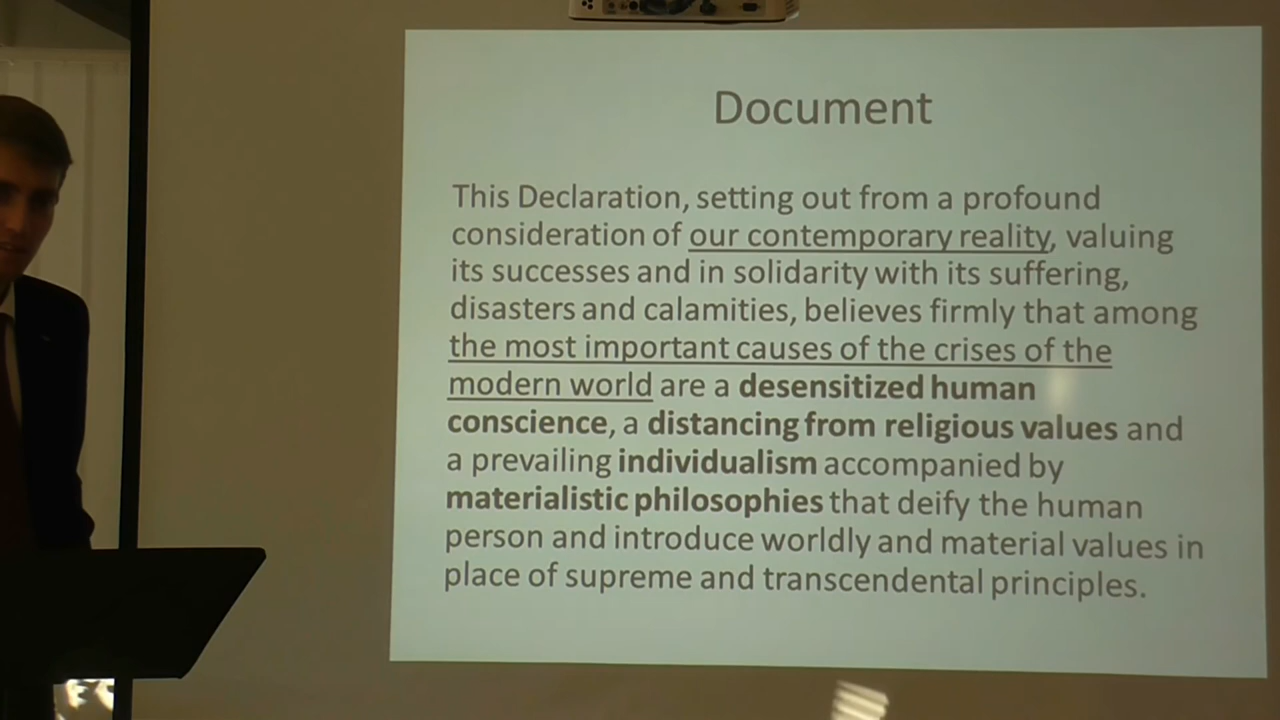 Document
This Declaration, setting out from a profound
consideration of our contemporary reality, valuing
its successes and in solidarity with its suffering,
disasters and calamities, believes firmly that among
the most important causes of the crises of the
modern world are a desensitized human
conscience, a distancing from religious values and
a prevailing individualism accompanied by
materialistic philosophies that deify the human
person and introduce worldly and material values in
place of supreme and transcendental principles.